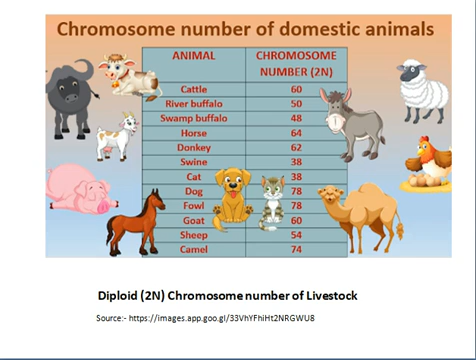 Chromosome number of domestic animals
ANIMAL CHROMOSOME NUMBER (2N)
Cattle 60
River buffalo 50
Swamp buffalo 48
Horse 64
Donkey 62
Swine 38
Cat 38
Dog 78
Fowl 78
Goat 60
Sheep 54
Camel 74
Diploid (2N) Chromosome number of Livestock
Source:- https://images.app.goo.gl/33VhYFhiHt2NRGWU8